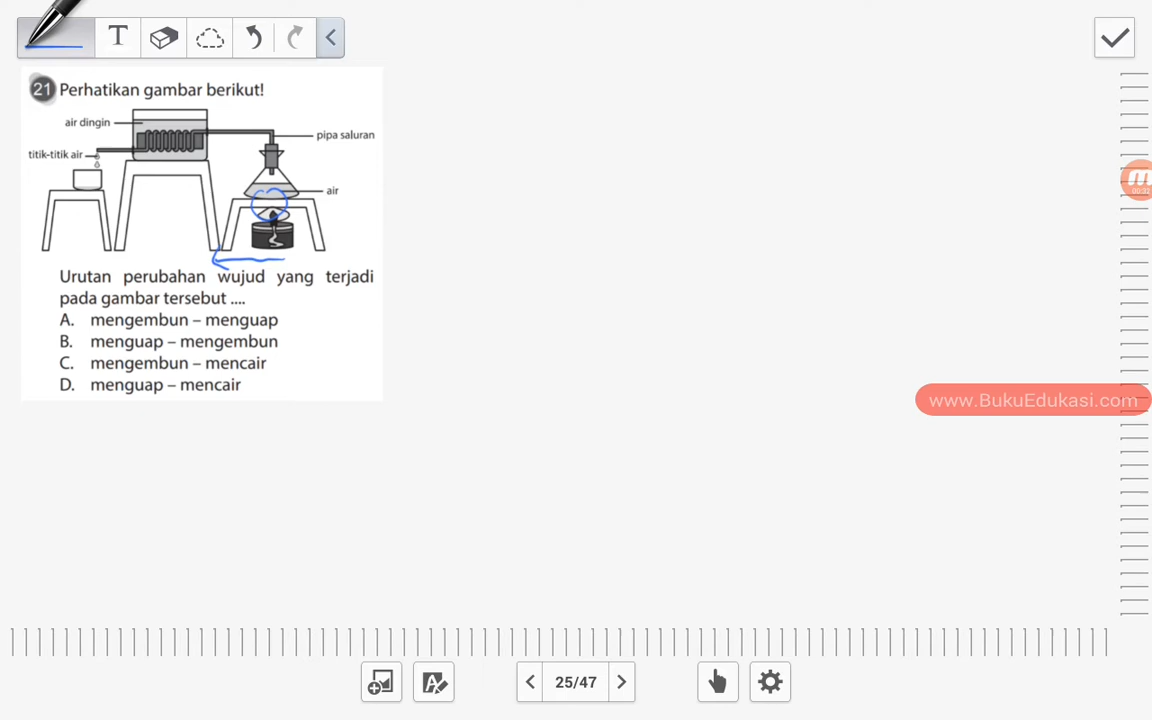 T
21 Perhatikan gambar berikut!
air dingin
pipa saluran
titik-titik air
air
Urutan perubahan wujud yang terjadi
pada gambar tersebut ....
A. mengembun – menguap
B. menguap – mengembun
C. mengembun – mencair
D. menguap – mencair
www.BukuEdukasi.com
25/47